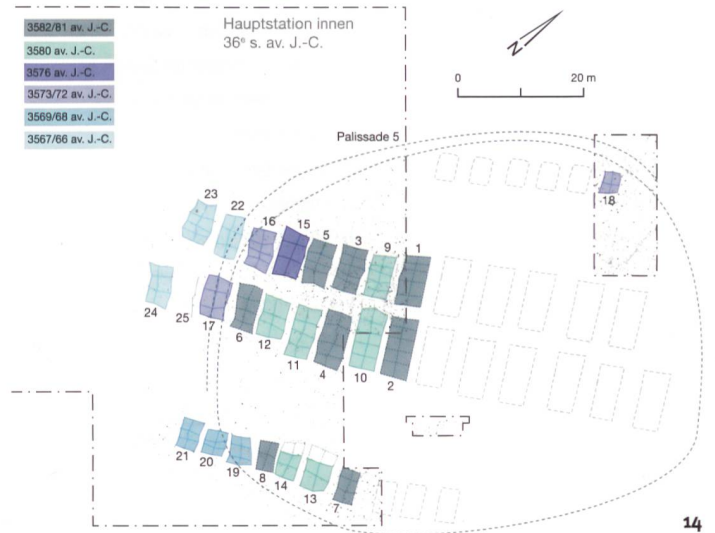 3582/81 av. J.-C.
3580 av. J.-C.
3576 av. J.-C.
3573/72 av. J.-C.
3569/68 av. J.-C.
3567/66 av. J.-C.
Hauptstation innen
36e s. av. J.-C.
N
0 20 m
Palissade 5
18
23
22
16
15
5
3
9
1
24
25
17
6
12
11
4
10
2
21
20
19
8
14
13
7
14